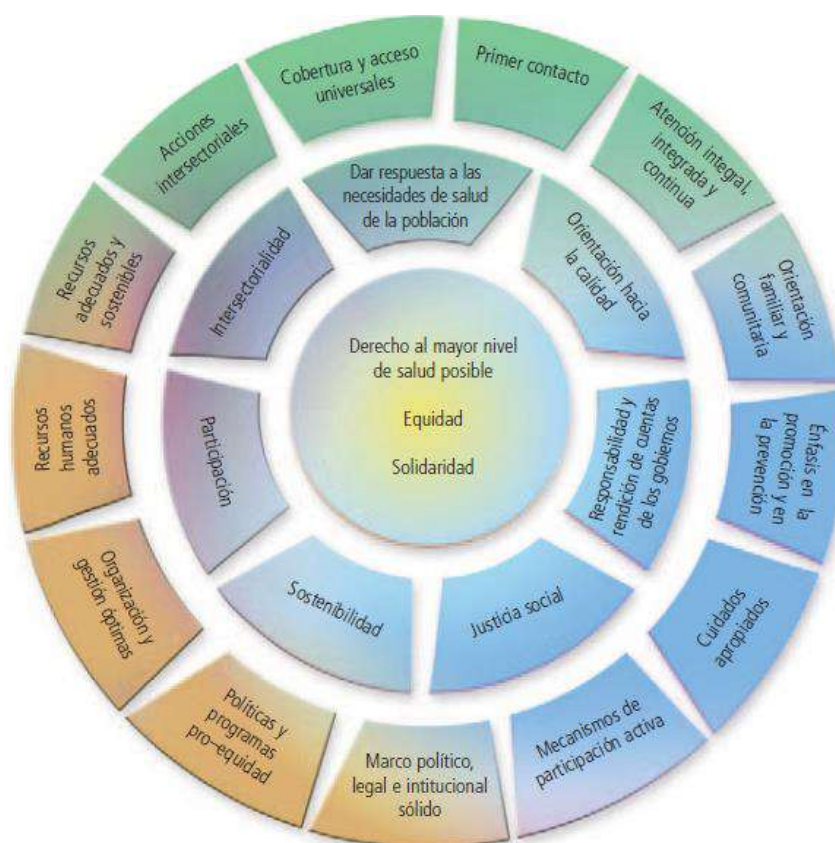 Cobertura y acceso
universales
Primer contacto
Atención integral,
integrada y
continua
Orientación
familiar y
comunitaria
Énfasis en la
promoción y en
la prevención
Cuidados
apropiados
Mecanismos de
participación activa
Marco político,
legal e intitucional
sólido
Políticas y
programas
pro-equidad
Organización y
gestión óptimas
Recursos
humanos
adecuados
Recursos
adecuados y
sostenibles
Acciones
intersectoriales
Dar respuesta a las
necesidades de salud
de la población
Orientación hacia
la calidad
Responsabilidad y
rendición de cuentas
de los gobiernos
Justicia social
Sostenibilidad
Participación
Intersectorialidad
Derecho al mayor nivel
de salud posible
Equidad
Solidaridad